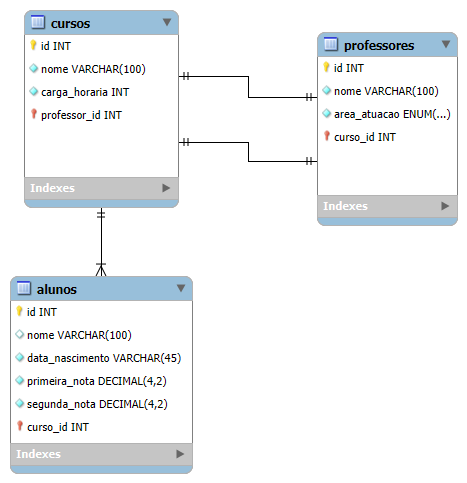 cursos
id INT
nome VARCHAR(100)
carga_horaria INT
professor_id INT
Indexes
professores
id INT
nome VARCHAR(100)
area_atuacao ENUM(...)
curso_id INT
Indexes
alunos
id INT
nome VARCHAR(100)
data_nascimento VARCHAR(45)
primeira_nota DECIMAL(4,2)
segunda_nota DECIMAL(4,2)
curso_id INT
Indexes